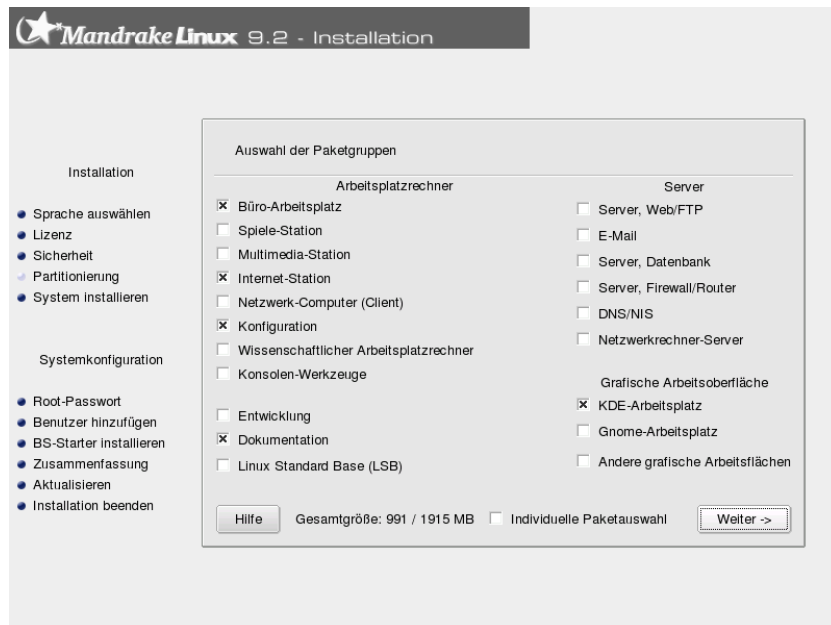 MandrakeLinux 9.2 - Installation
Installation
Sprache auswählen
Lizenz
Sicherheit
Partitionierung
System installieren
Systemkonfiguration
Root-Passwort
Benutzer hinzufügen
BS-Starter installieren
Zusammenfassung
Aktualisieren
Installation beenden
Auswahl der Paketgruppen
Arbeitsplatzrechner
Büro-Arbeitsplatz
Spiele-Station
Multimedia-Station
Internet-Station
Netzwerk-Computer (Client)
Konfiguration
Wissenschaftlicher Arbeitsplatzrechner
Konsolen-Werkzeuge
Entwicklung
Dokumentation
Linux Standard Base (LSB)
Server
Server, Web/FTP
E-Mail
Server, Datenbank
Server, Firewall/Router
DNS/NIS
Netzwerkrechner-Server
Grafische Arbeitsoberfläche
KDE-Arbeitsplatz
Gnome-Arbeitsplatz
Andere grafische Arbeitsflächen
Hilfe
Gesamtgröße: 991 / 1915 MB
Individuelle Paketauswahl
Weiter ->